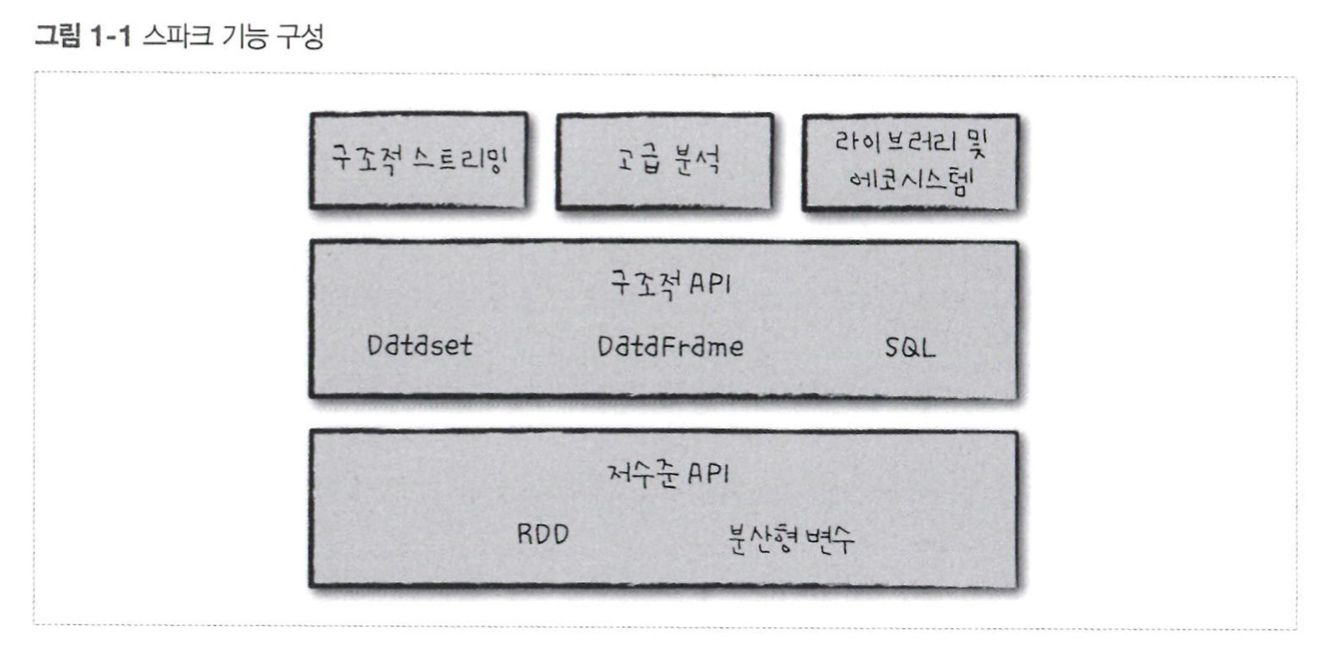 그림 1-1 스파크 기능 구성
구조적 스트리밍
고급 분석
라이브러리 및
에코시스템
구조적 API
Dataset DataFrame SQL
저수준 API
RDD 분산형 변수